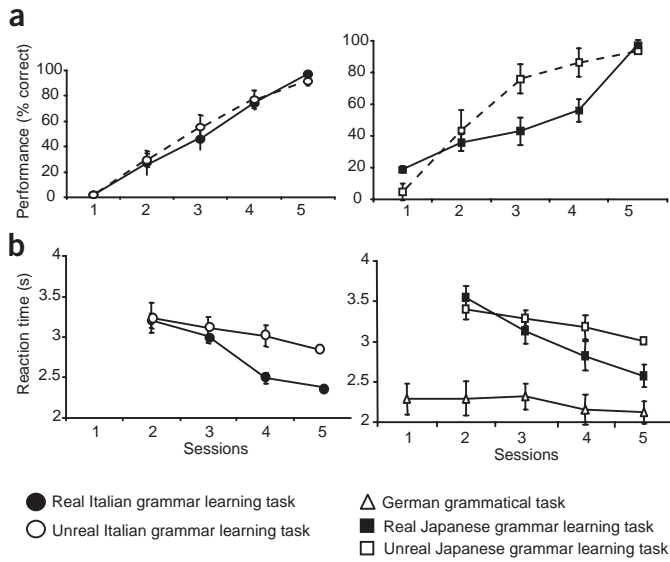 a
Performance (% correct)
100
80
60
40
20
0
1 2 3 4 5
100
80
60
40
20
0
1 2 3 4 5
b
Reaction time (s)
4
3.5
3
2.5
2
1 2 3 4 5
Sessions
4
3.5
3
2.5
2
1 2 3 4 5
Sessions
Real Italian grammar learning task
Unreal Italian grammar learning task
German grammatical task
Real Japanese grammar learning task
Unreal Japanese grammar learning task